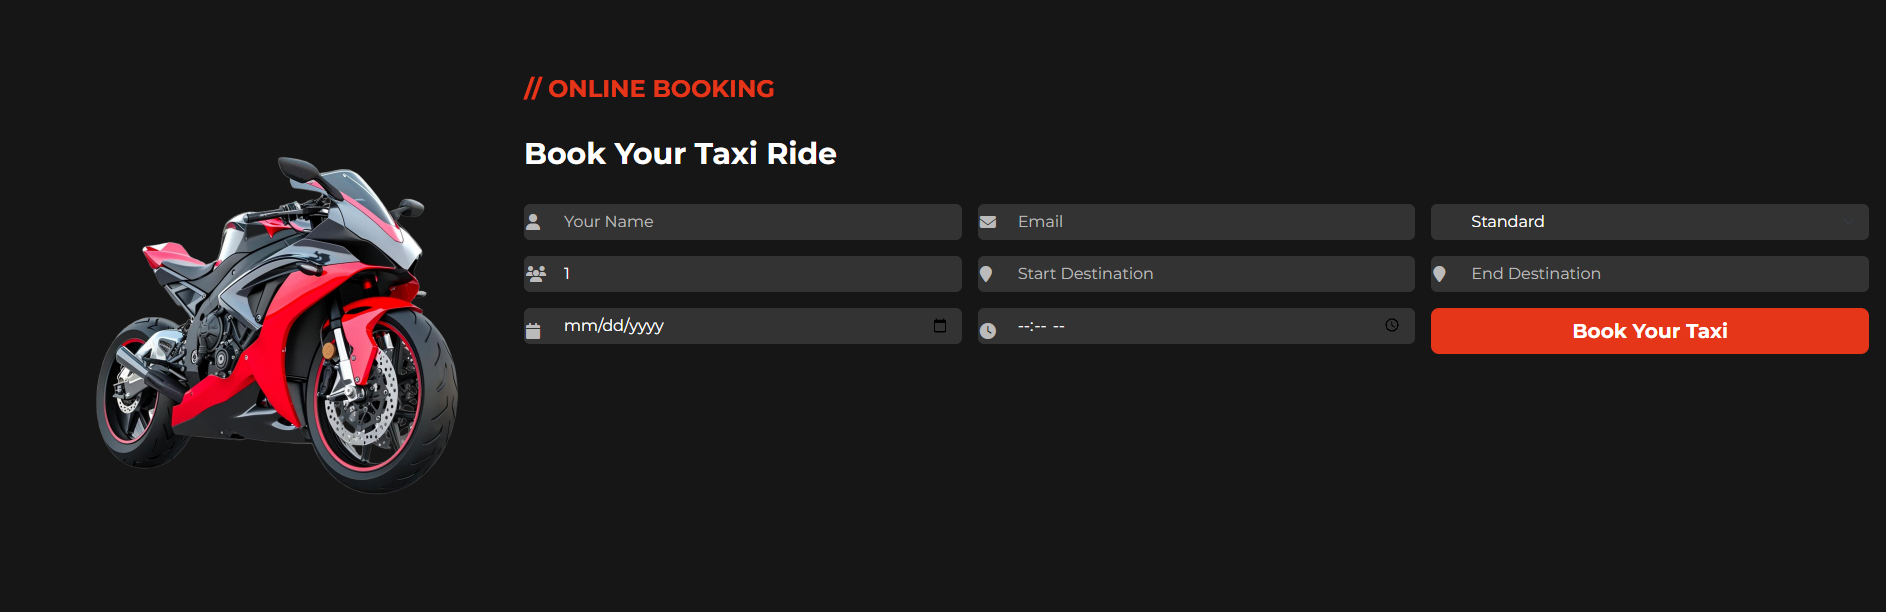 // ONLINE BOOKING
Book Your Taxi Ride
Your Name Email Standard
1 Start Destination End Destination
mm/dd/yyyy --:-- -- Book Your Taxi